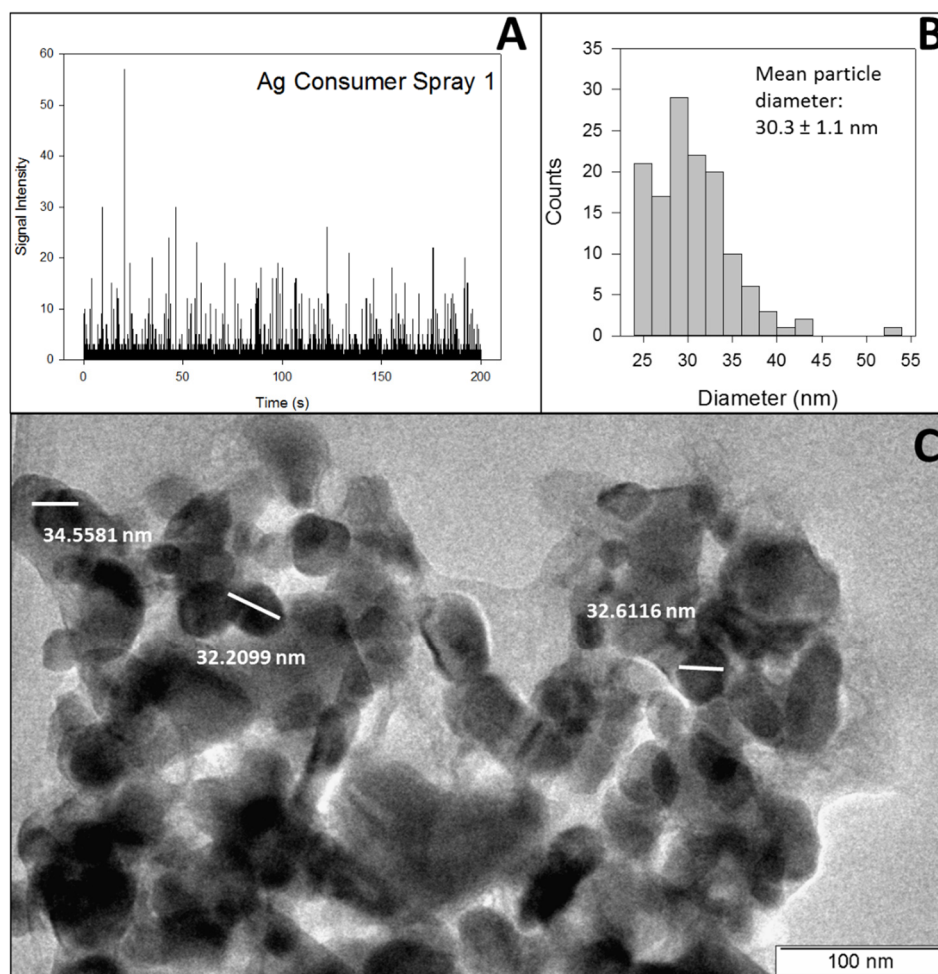 A
Ag Consumer Spray 1
60
50
40
30
20
10
0
Signal Intensity
0 50 100 150 200
Time (s)
B
Mean particle
diameter:
30.3 ± 1.1 nm
35
30
25
20
15
10
5
0
Counts
25 30 35 40 45 50 55
Diameter (nm)
C
34.5581 nm
32.2099 nm
32.6116 nm
100 nm